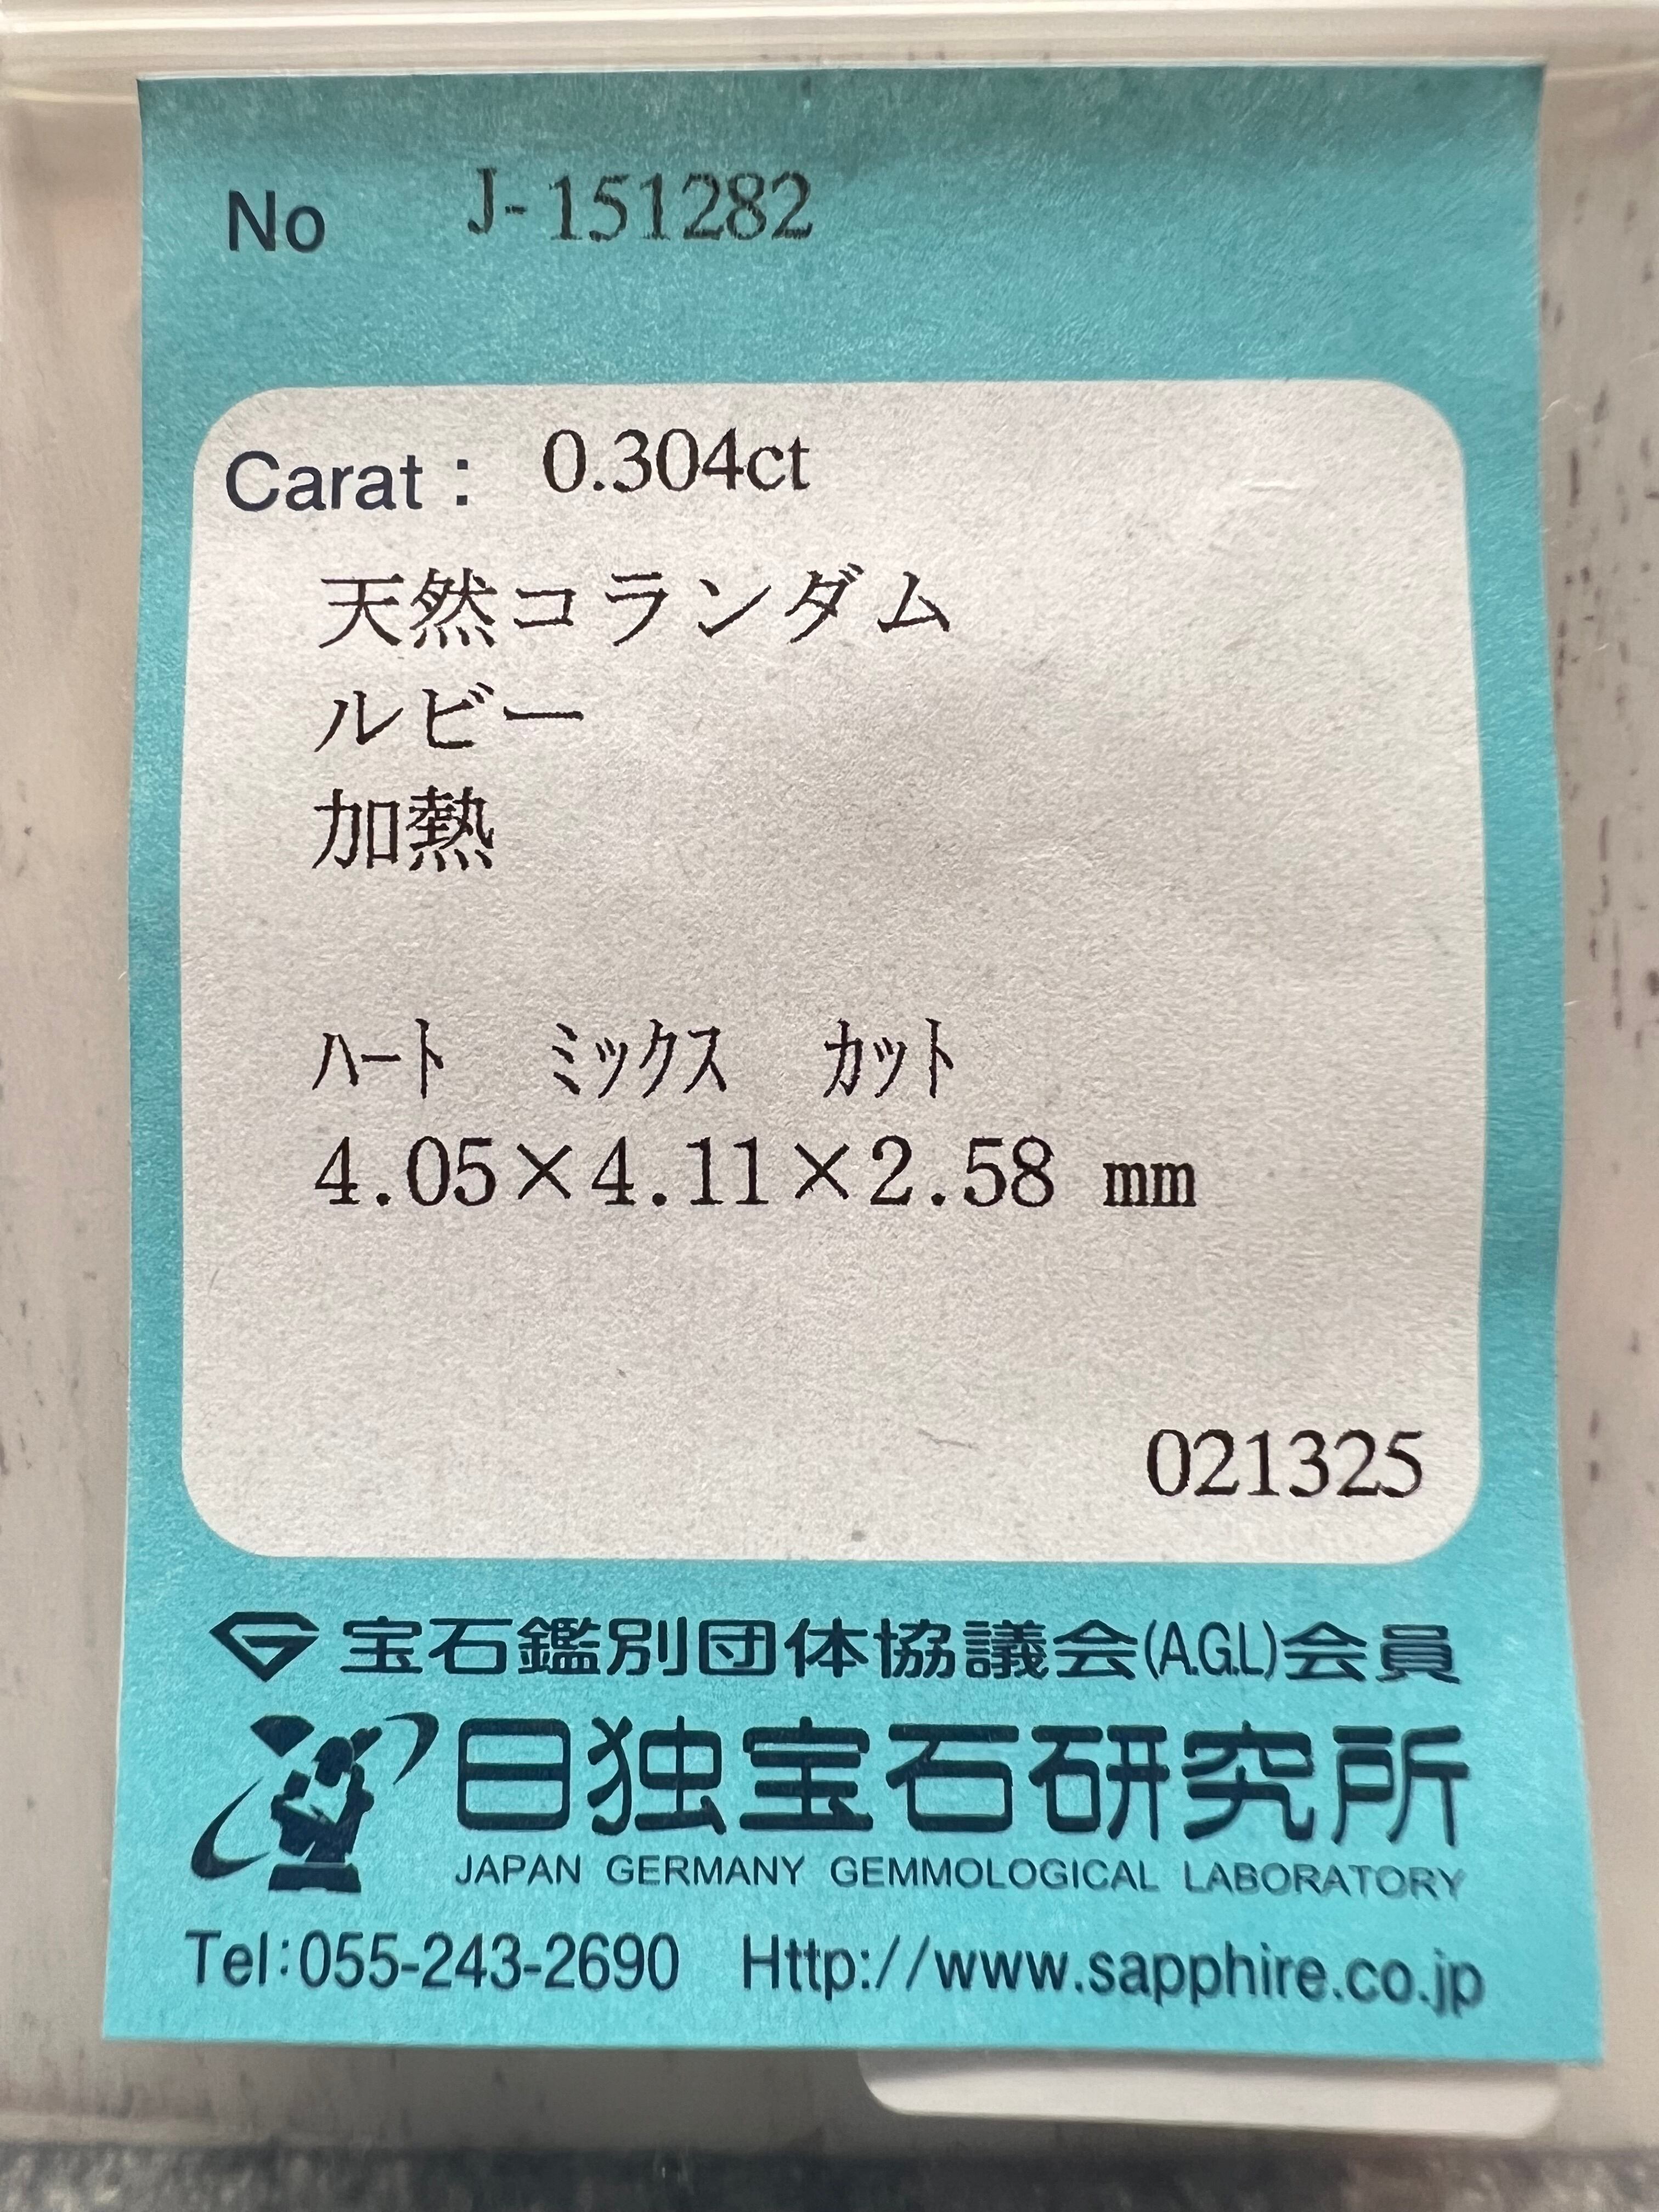 No J-151282
Carat : 0.304ct
天然コランダム
ルビー
加熱
ﾊｰﾄ ﾐｯｸｽ ｶｯﾄ
4.05×4.11×2.58 mm
021325
宝石鑑別団体協議会(A.G.L)会員
日独宝石研究所
JAPAN GERMANY GEMMOLOGICAL LABORATORY
Tel:055-243-2690 Http://www.sapphire.co.jp